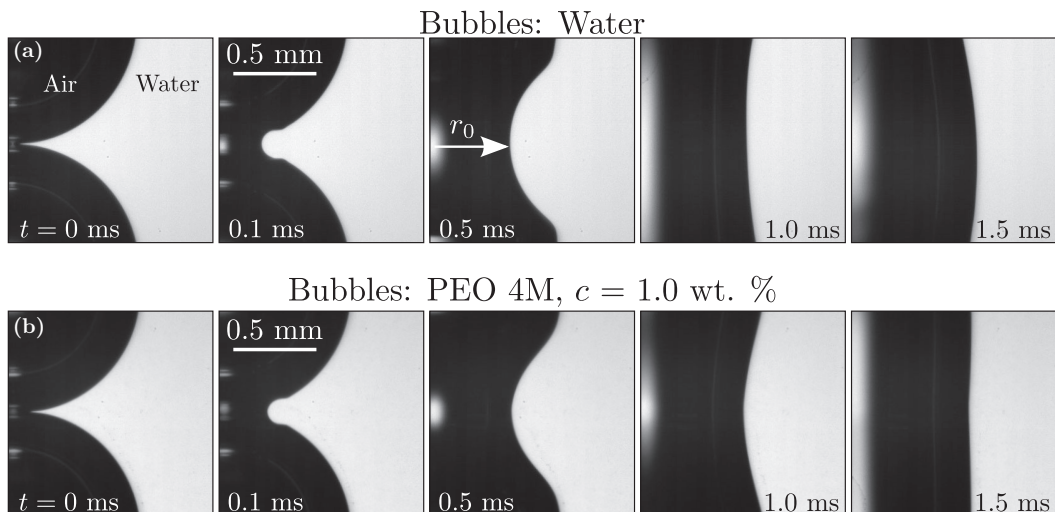 Bubbles: Water
(a)
Air
Water
t = 0 ms
0.5 mm
0.1 ms
r₀
0.5 ms
1.0 ms
1.5 ms
Bubbles: PEO 4M, c = 1.0 wt. %
(b)
t = 0 ms
0.5 mm
0.1 ms
0.5 ms
1.0 ms
1.5 ms